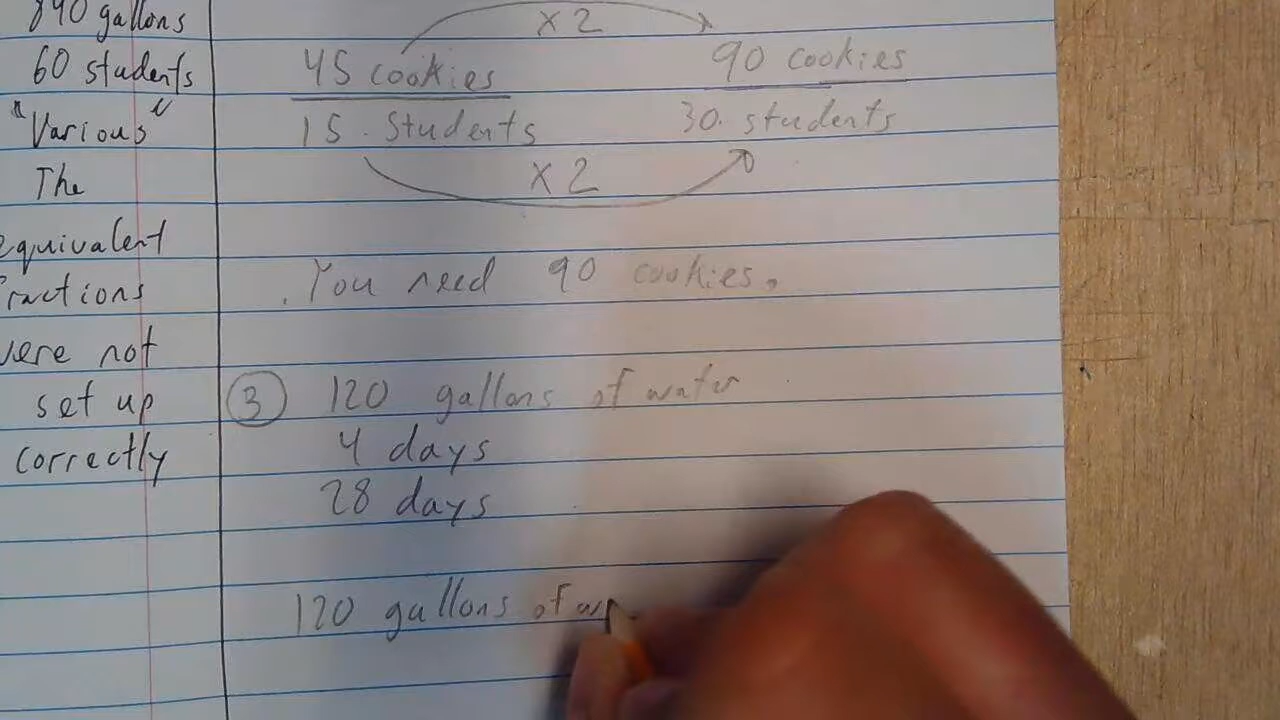 840 gallons
60 students
"Various"
The
equivalent
fractions
were not
set up
correctly
x 2
45 cookies
90 cookies
15 students
30 students
x 2
You need 90 cookies.
3 120 gallons of water
4 days
28 days
120 gallons of